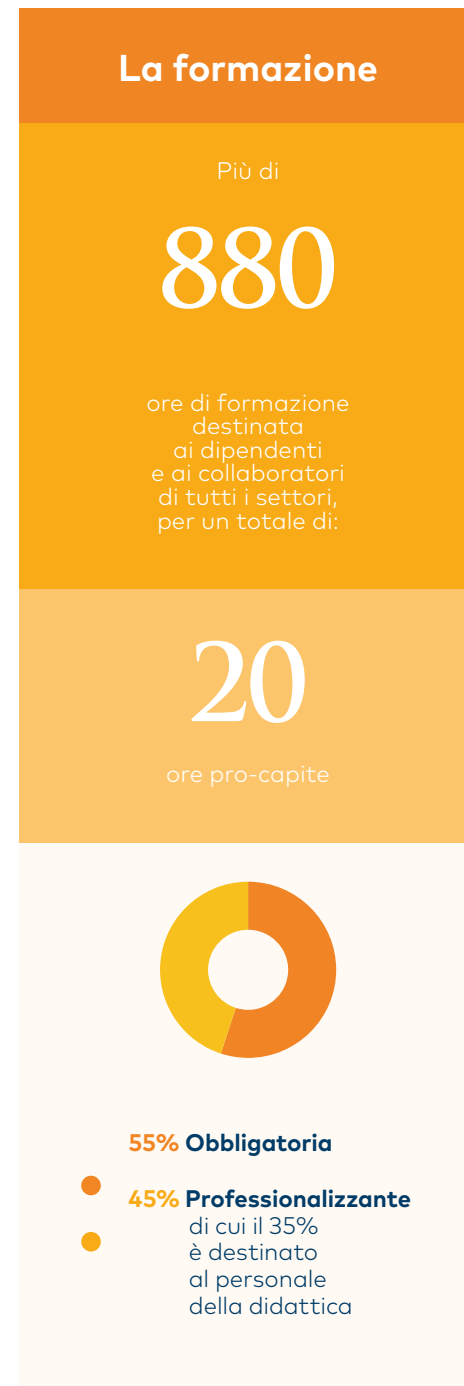 La formazione
Più di
880
ore di formazione
destinata
ai dipendenti
e ai collaboratori
di tutti i settori,
per un totale di:
20
ore pro-capite
55% Obbligatoria
45% Professionalizzante
di cui il 35%
è destinato
al personale
della didattica